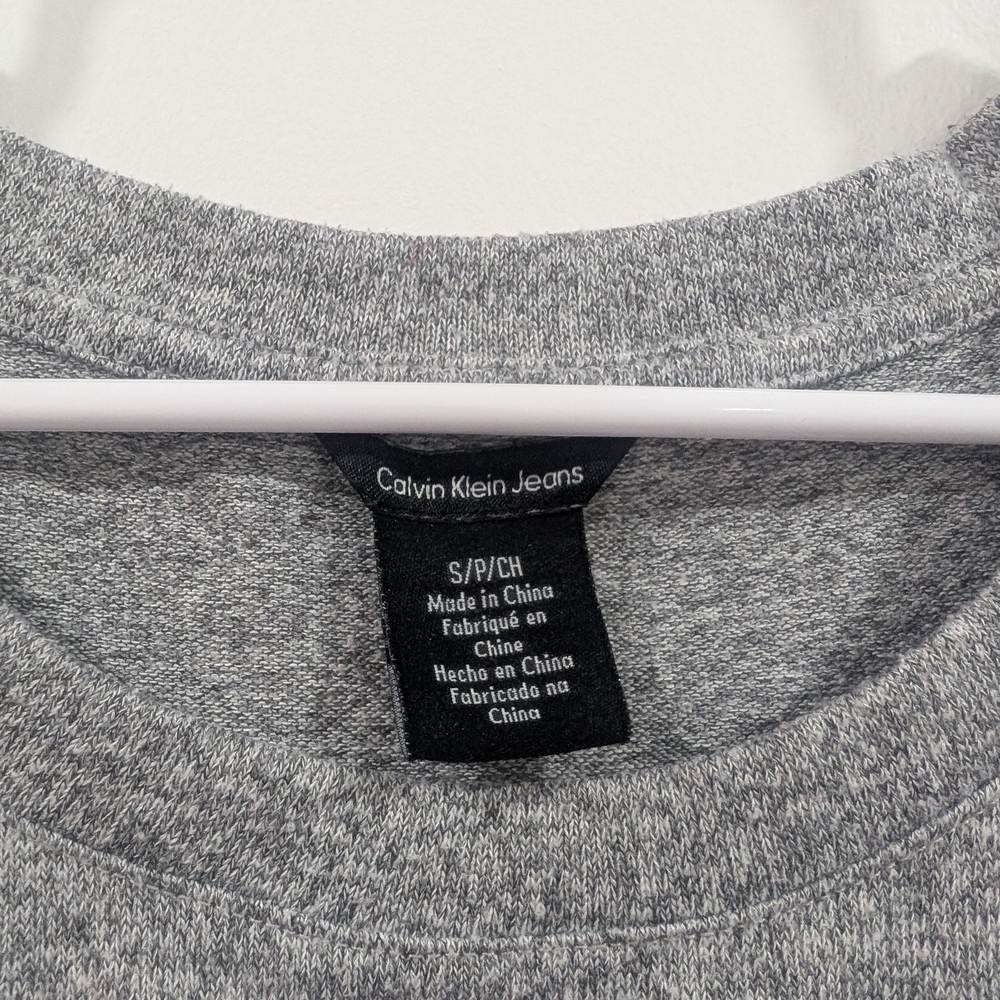 Calvin Klein Jeans
S/P/CH
Made in China
Fabriqué en
Chine
Hecho en China
Fabricado na
China